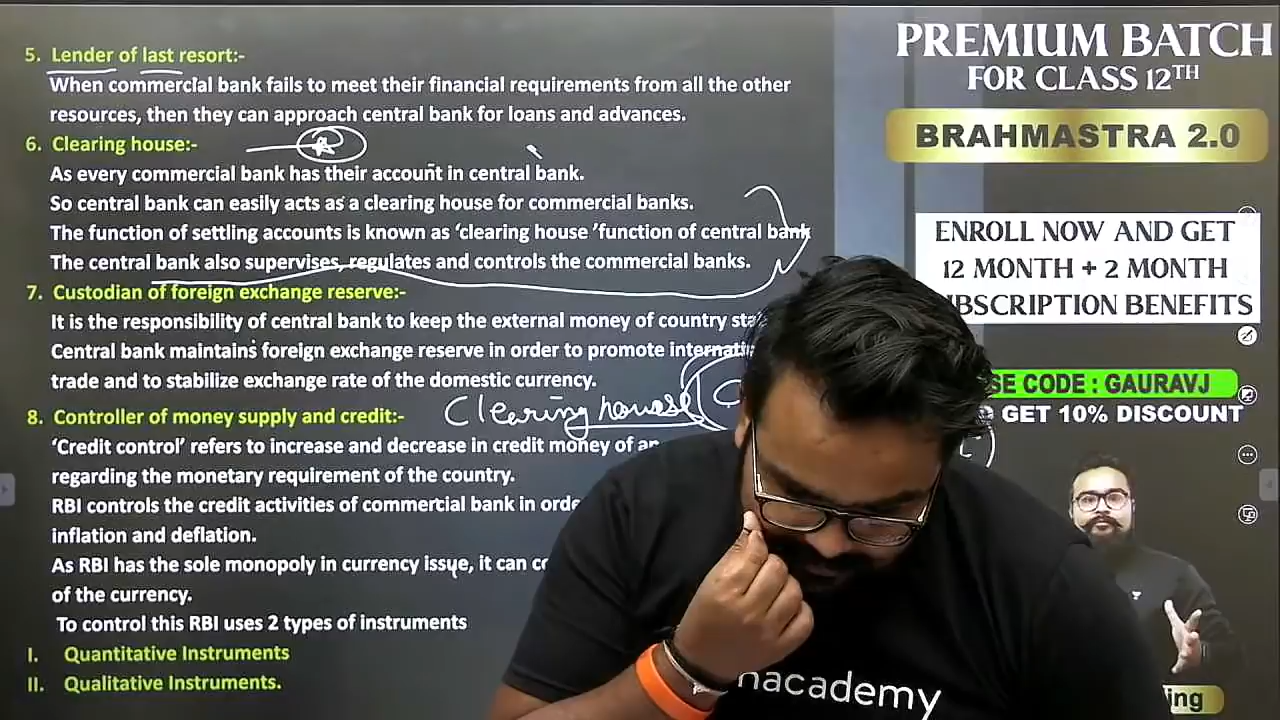 5. Lender of last resort:-
When commercial bank fails to meet their financial requirements from all the other
resources, then they can approach central bank for loans and advances.
6. Clearing house:-
As every commercial bank has their account in central bank.
So central bank can easily acts as a clearing house for commercial banks.
The function of settling accounts is known as ‘clearing house ’function of central bank
The central bank also supervises, regulates and controls the commercial banks.
7. Custodian of foreign exchange reserve:-
It is the responsibility of central bank to keep the external money of country
Central bank maintains foreign exchange reserve in order to promote
trade and to stabilize exchange rate of the domestic currency.
Clearing house
8. Controller of money supply and credit:-
‘Credit control’ refers to increase and decrease in credit money of
regarding the monetary requirement of the country.
RBI controls the credit activities of commercial bank in
inflation and deflation.
As RBI has the sole monopoly in currency issue, it can
of the currency.
To control this RBI uses 2 types of instruments
I. Quantitative Instruments
II. Qualitative Instruments.
PREMIUM BATCH
FOR CLASS 12TH
BRAHMASTRA 2.0
ENROLL NOW AND GET
12 MONTH + 2 MONTH
BENEFITS
CODE : GAURAVJ
GET 10% DISCOUNT